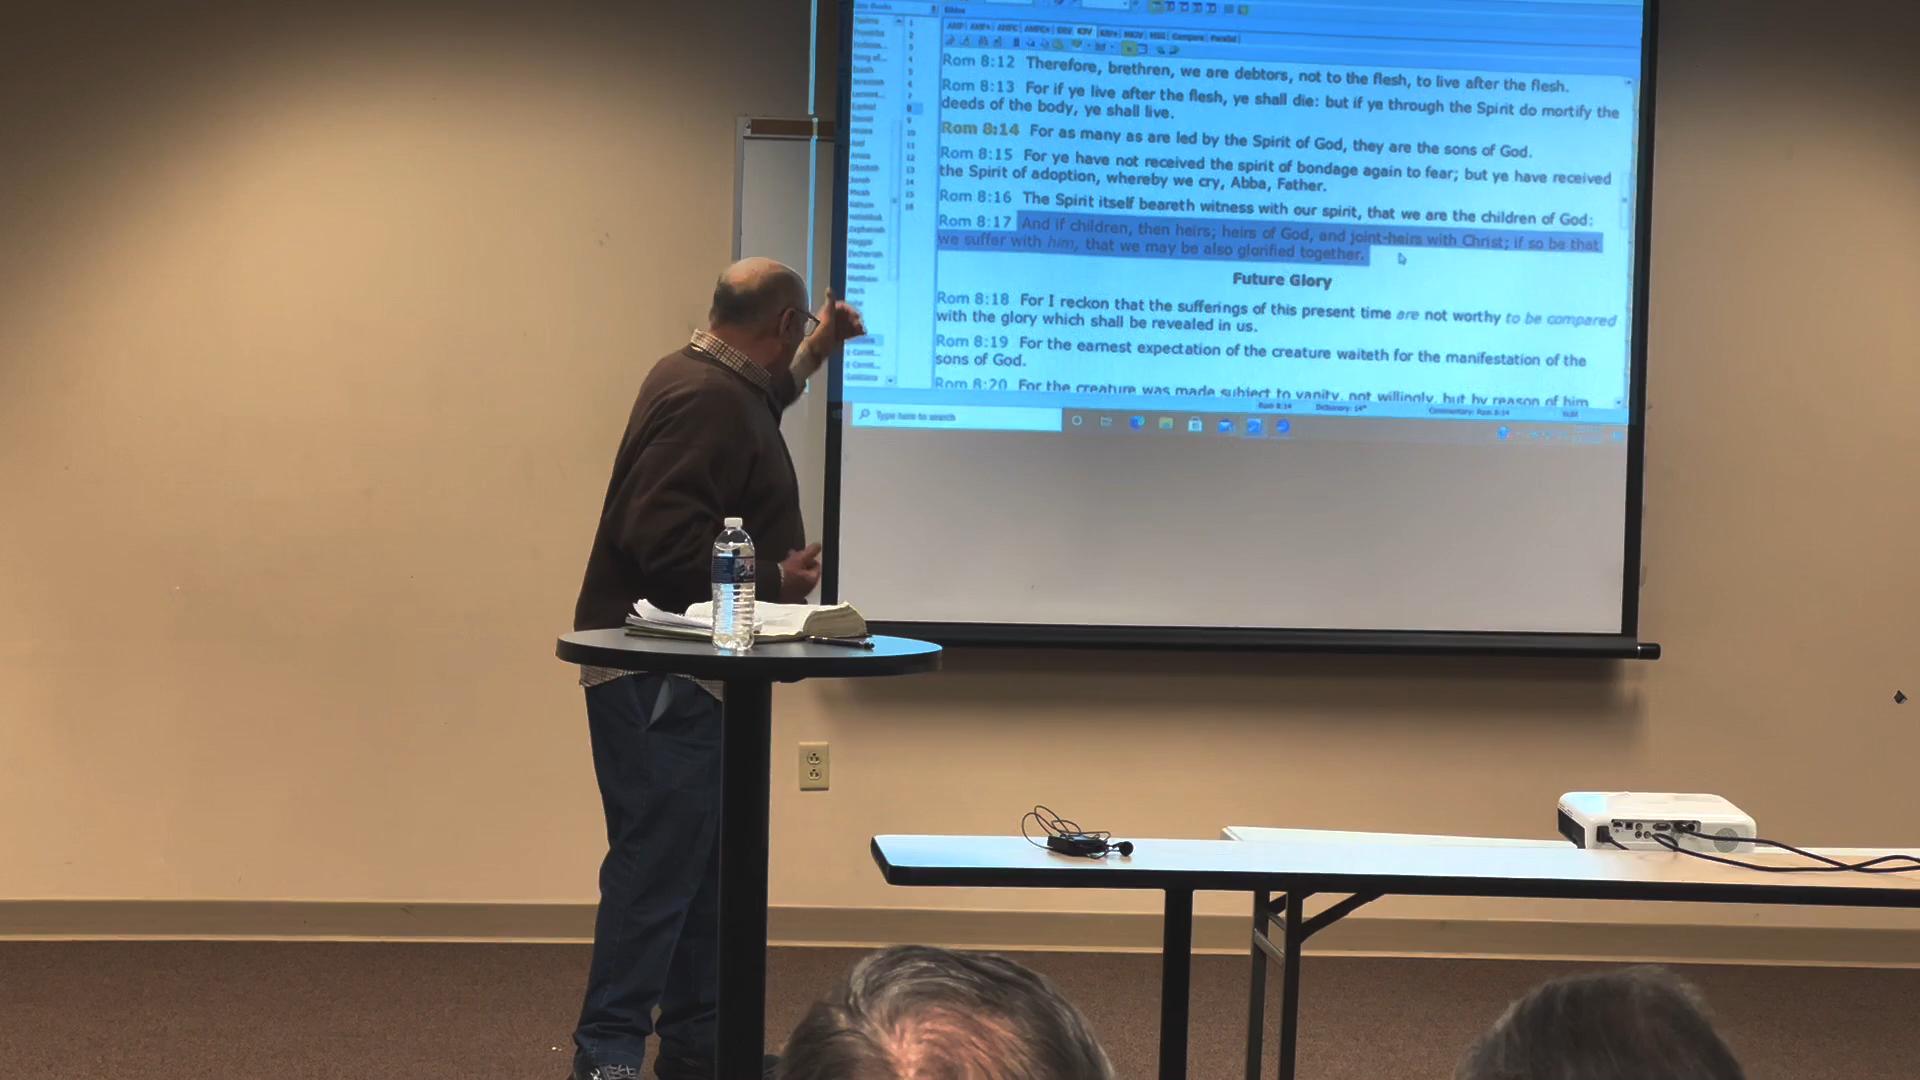 Bibles
KJV
Compare
Parallel
Rom 8:12 Therefore, brethren, we are debtors, not to the flesh, to live after the flesh.
Rom 8:13 For if ye live after the flesh, ye shall die: but if ye through the Spirit do mortify the
deeds of the body, ye shall live.
Rom 8:14 For as many as are led by the Spirit of God, they are the sons of God.
Rom 8:15 For ye have not received the spirit of bondage again to fear; but ye have received
the Spirit of adoption, whereby we cry, Abba, Father.
Rom 8:16 The Spirit itself beareth witness with our spirit, that we are the children of God:
Rom 8:17 And if children, then heirs; heirs of God, and joint-heirs with Christ; if so be that
we suffer with him, that we may be also glorified together.
Future Glory
Rom 8:18 For I reckon that the sufferings of this present time are not worthy to be compared
with the glory which shall be revealed in us.
Rom 8:19 For the earnest expectation of the creature waiteth for the manifestation of the
sons of God.
Rom 8:20 For the creature was made subject to vanity, not willingly, but by reason of him
Type here to search